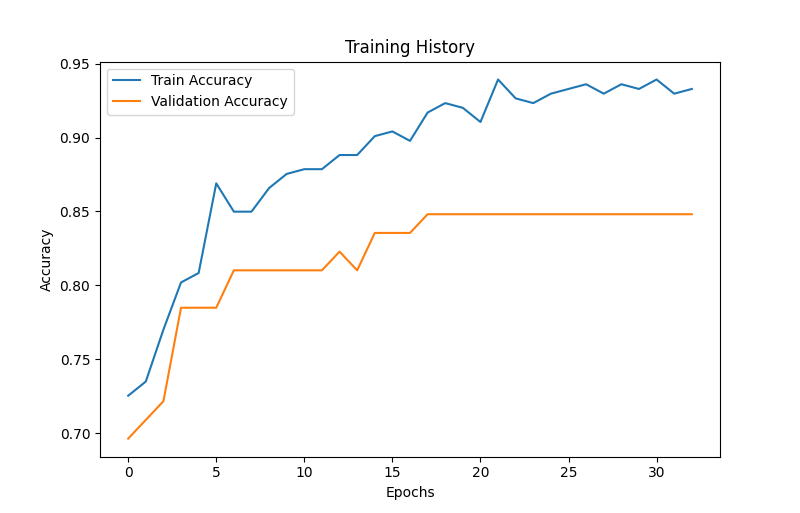 Training History
Train Accuracy
Validation Accuracy
Accuracy
0.95
0.90
0.85
0.80
0.75
0.70
0 5 10 15 20 25 30
Epochs